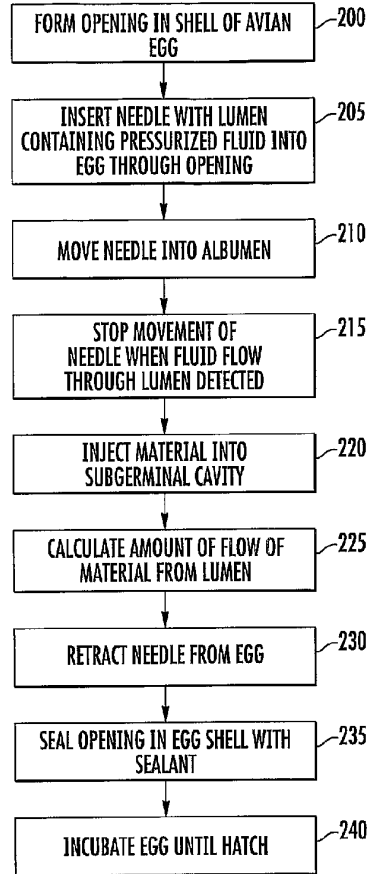 FORM OPENING IN SHELL OF AVIAN
EGG
200
INSERT NEEDLE WITH LUMEN
CONTAINING PRESSURIZED FLUID INTO
EGG THROUGH OPENING
205
MOVE NEEDLE INTO ALBUMEN
210
STOP MOVEMENT OF
NEEDLE WHEN FLUID FLOW
THROUGH LUMEN DETECTED
215
INJECT MATERIAL INTO
SUBGERMINAL CAVITY
220
CALCULATE AMOUNT OF FLOW OF
MATERIAL FROM LUMEN
225
RETRACT NEEDLE FROM EGG
230
SEAL OPENING IN EGG SHELL WITH
SEALANT
235
INCUBATE EGG UNTIL HATCH
240